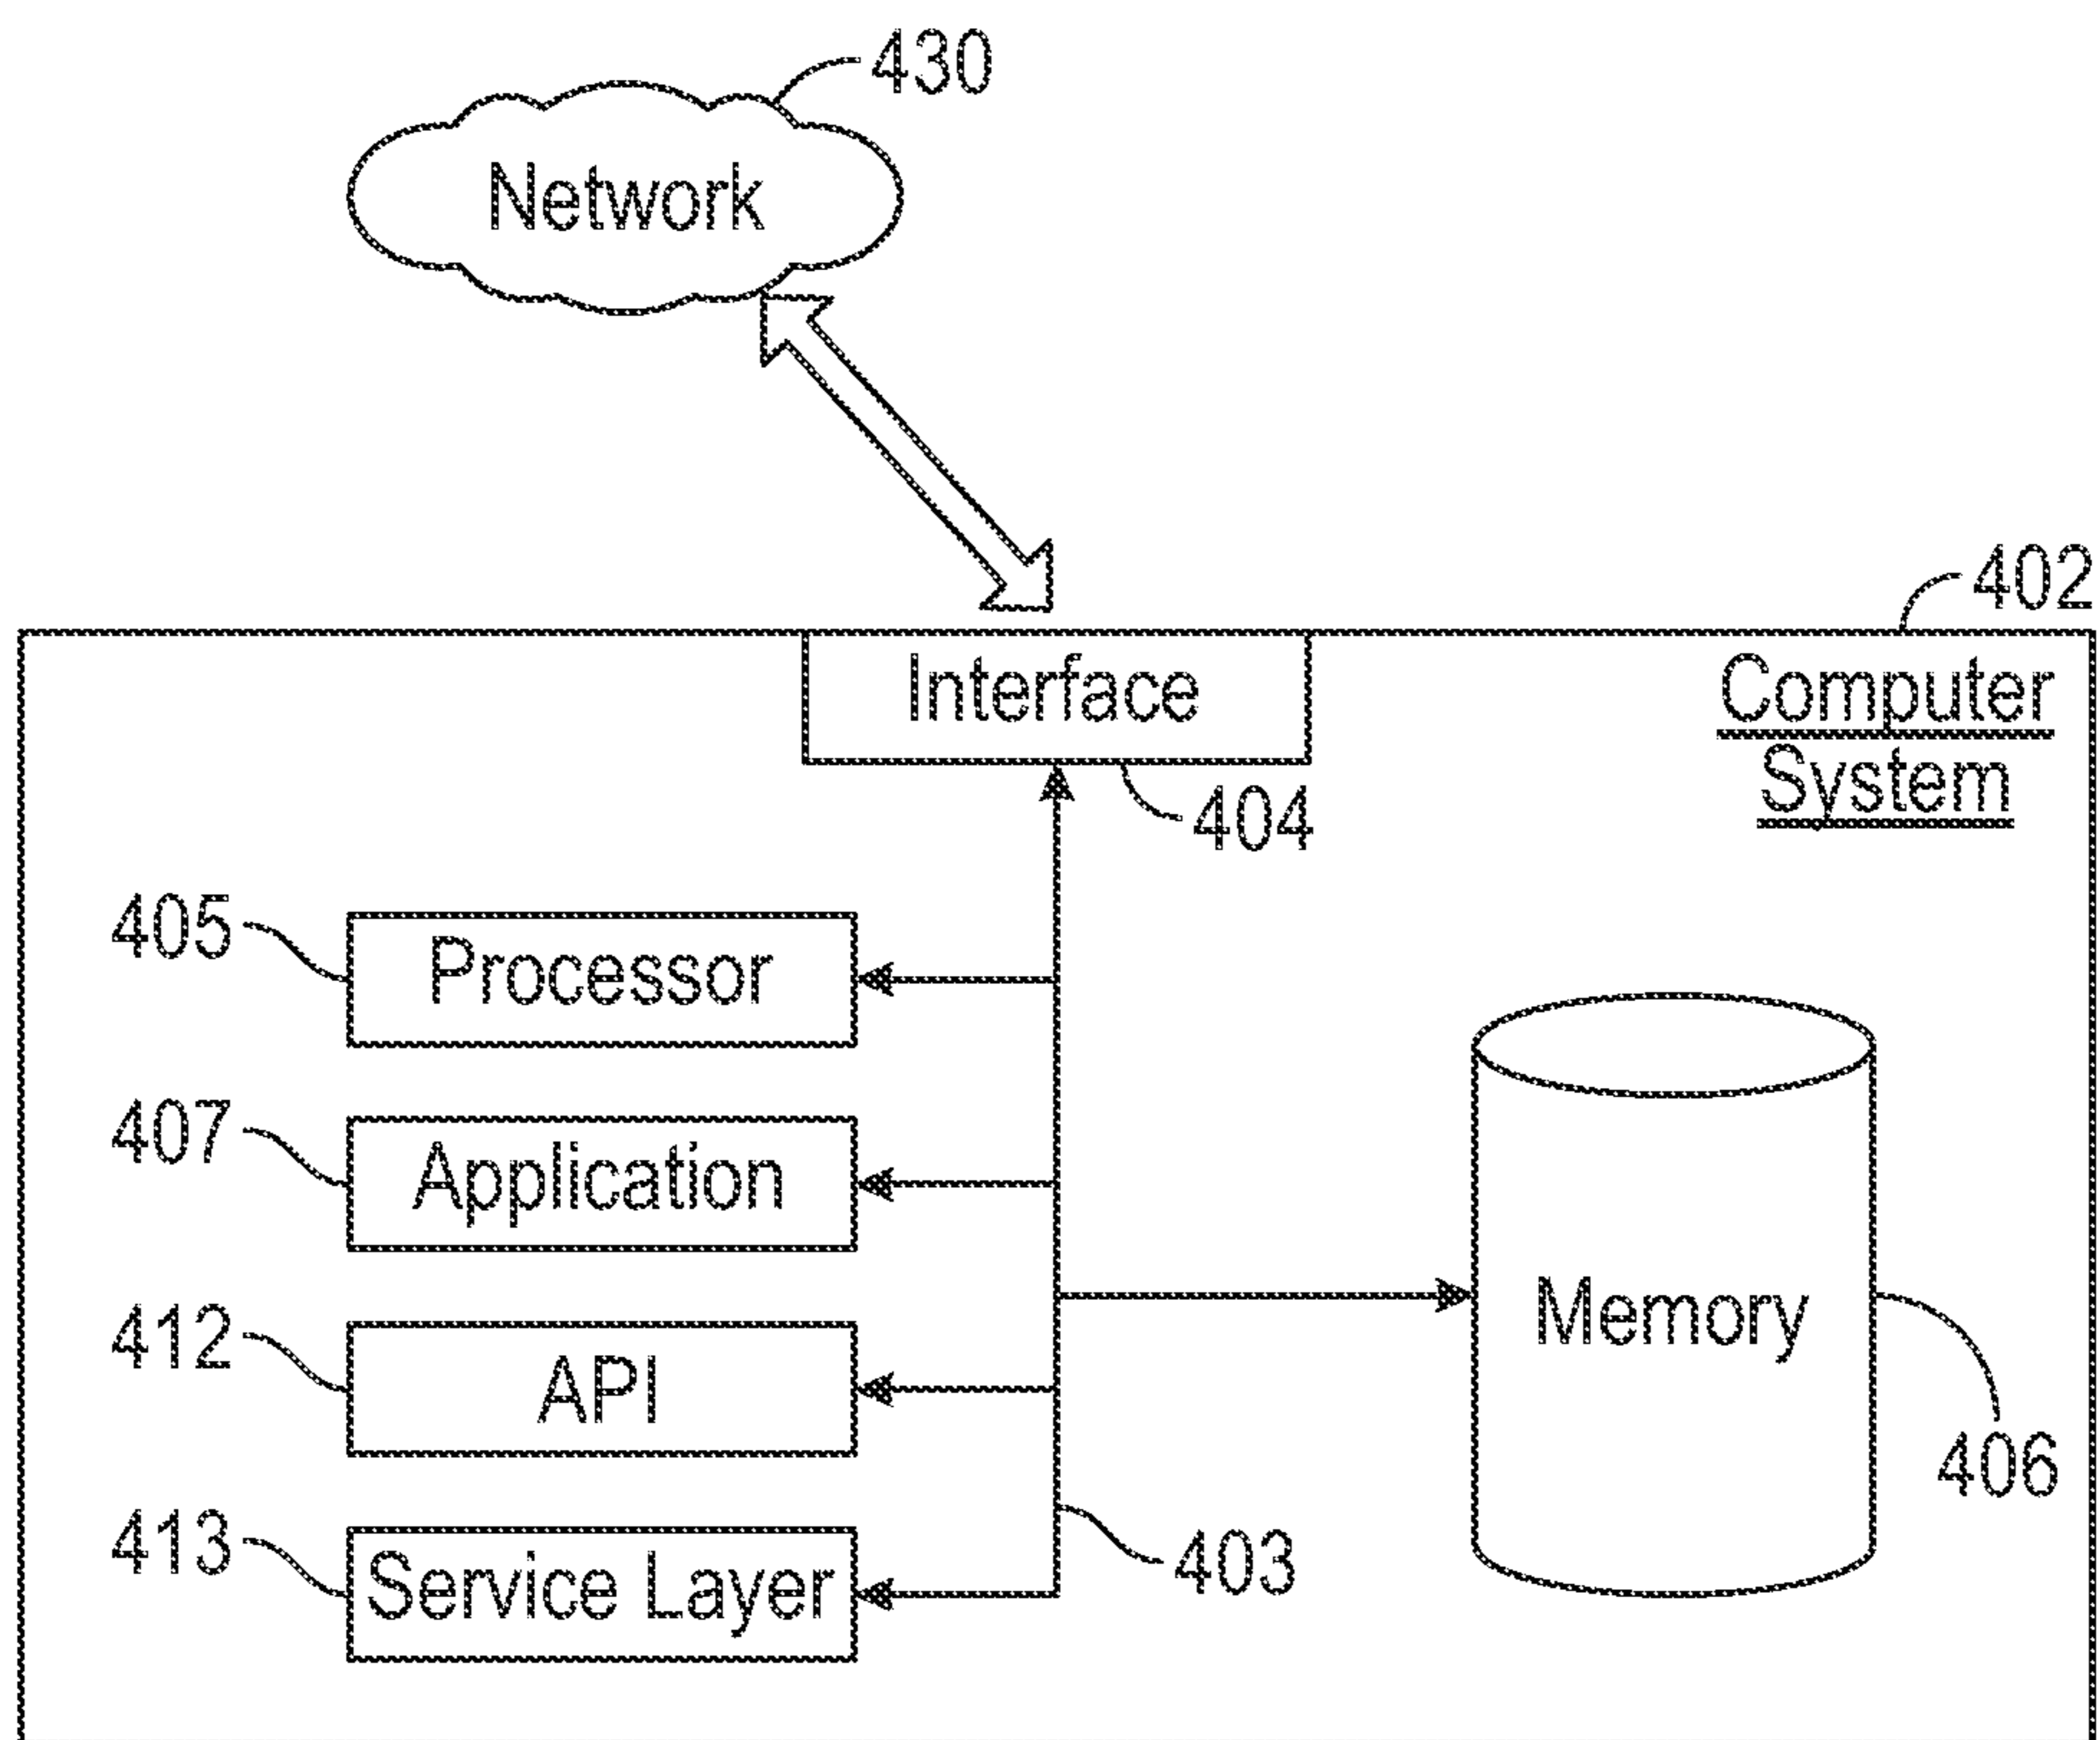 430
Network
402
Interface
Computer
System
404
405
Processor
407
Application
Memory
412
API
406
413
Service Layer
403